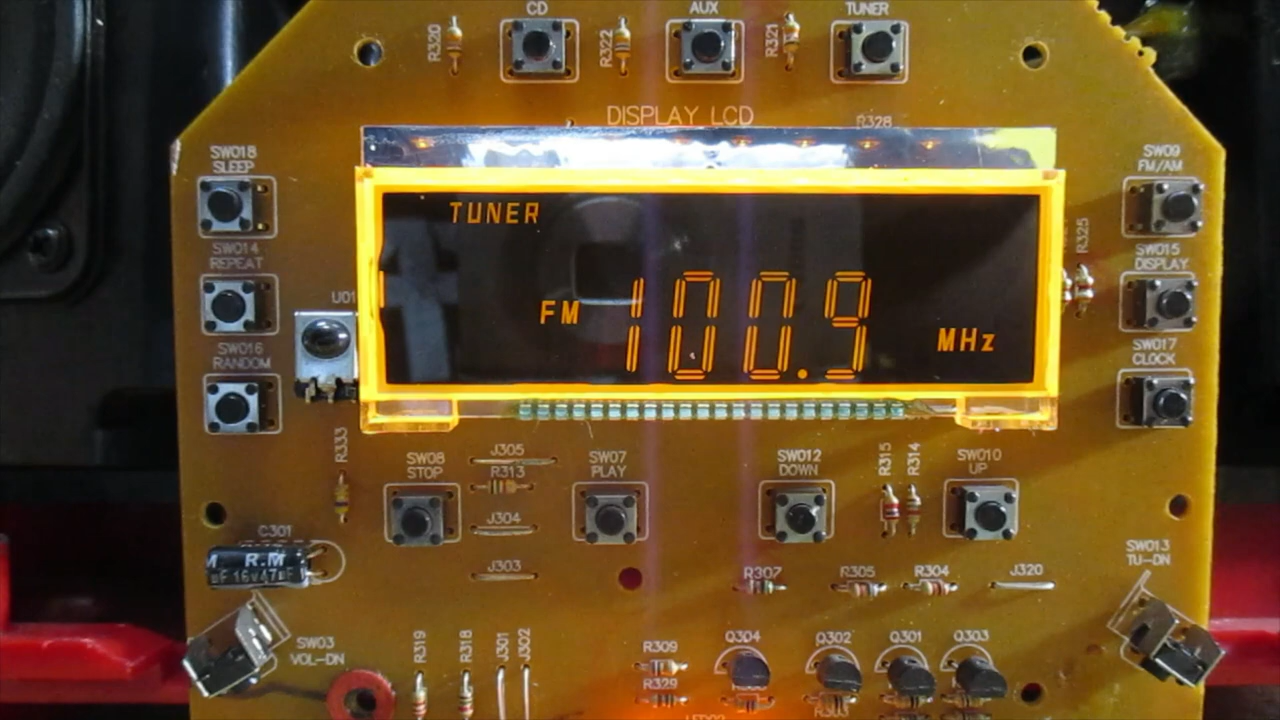 CD
AUX
TUNER
R320
R322
R321
DISPLAY LCD
R328
SW018
SLEEP
SW09
FM/AM
TUNER
SW014
REPEAT
R325
SW015
DISPLAY
U01
FM 100.9 MHz
SW016
RANDOM
SW017
CLOCK
R333
SW08
STOP
J305
R313
SW07
PLAY
SW012
DOWN
R315
R314
SW010
UP
J304
C301
R.M
16V47µF
J303
R307
R305
R304
J320
SW013
TU-DN
SW03
VOL-DN
R319
R318
J301
J302
R309
R329
Q304
Q302
Q301
Q303